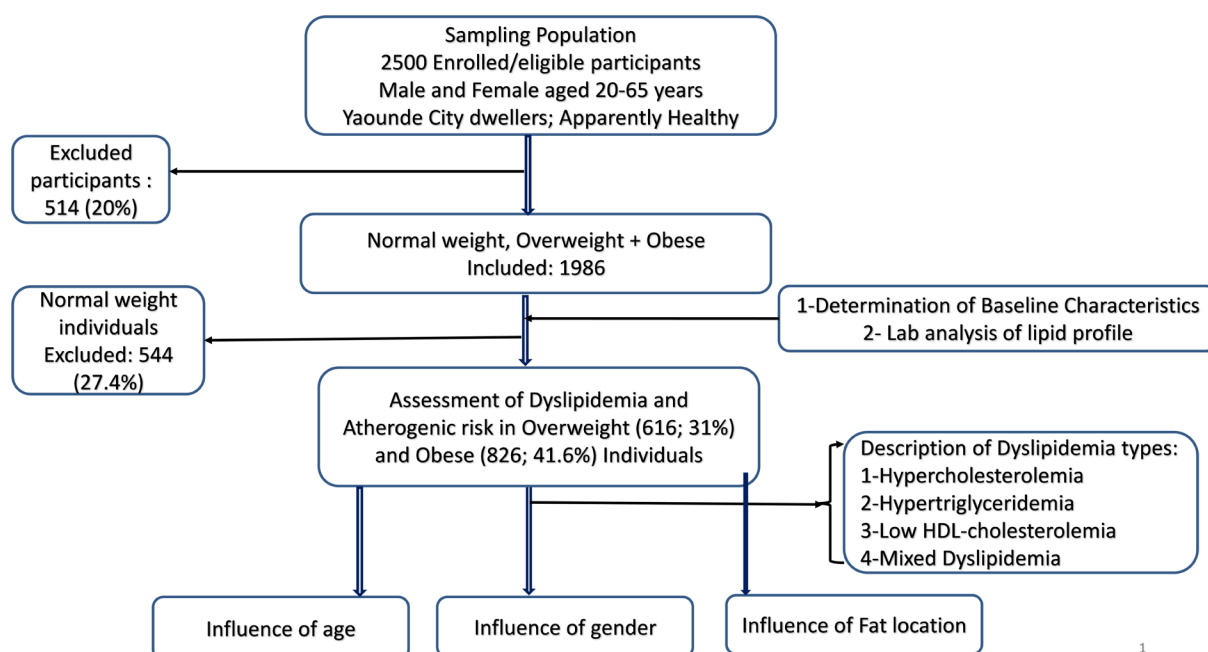 Sampling Population
2500 Enrolled/eligible participants
Male and Female aged 20-65 years
Yaounde City dwellers; Apparently Healthy
Excluded
participants :
514 (20%)
Normal weight, Overweight + Obese
Included: 1986
Normal weight
individuals
Excluded: 544
(27.4%)
1-Determination of Baseline Characteristics
2- Lab analysis of lipid profile
Assessment of Dyslipidemia and
Atherogenic risk in Overweight (616; 31%)
and Obese (826; 41.6%) Individuals
Description of Dyslipidemia types:
1-Hypercholesterolemia
2-Hypertriglyceridemia
3-Low HDL-cholesterolemia
4-Mixed Dyslipidemia
Influence of age
Influence of gender
Influence of Fat location
1